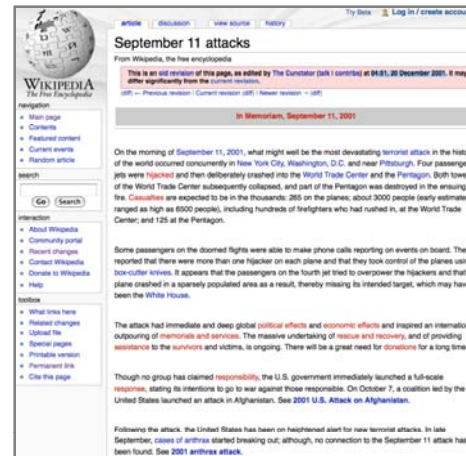 Try Beta Log in / create accou
article discussion view source history
September 11 attacks
From Wikipedia, the free encyclopedia
This is an old revision of this page, as edited by The Cunctator (talk | contribs) at 04:51, 20 December 2001. It may
differ significantly from the current revision.
(diff) ← Previous revision | Current revision (diff) | Newer revision → (diff)
In Memoriam, September 11, 2001
WIKIPEDIA
The Free Encyclopedia
navigation
Main page
Contents
Featured content
Current events
Random article
search
Go Search
interaction
About Wikipedia
Community portal
Recent changes
Contact Wikipedia
Donate to Wikipedia
Help
toolbox
What links here
Related changes
Upload file
Special pages
Printable version
Permanent link
Cite this page
On the morning of September 11, 2001, what might well be the most devastating terrorist attack in the histo
of the world occurred concurrently in New York City, Washington, D.C. and near Pittsburgh. Four passenge
jets were hijacked and then deliberately crashed into the World Trade Center and the Pentagon. Both towe
of the World Trade Center subsequently collapsed, and part of the Pentagon was destroyed in the ensuing
fire. Casualties are expected to be in the thousands: 265 on the planes; about 3000 people (early estimate
ranged as high as 6500 people), including hundreds of firefighters who had rushed in, at the World Trade
Center; and 125 at the Pentagon.
Some passengers on the doomed flights were able to make phone calls reporting on events on board. The
reported that there were more than one hijacker on each plane and that they took control of the planes usin
box-cutter knives. It appears that the passengers on the fourth jet tried to overpower the hijackers and that
plane crashed in a sparsely populated area as a result, thereby missing its intended target, which may have
been the White House.
The attack had immediate and deep global political effects and economic effects and inspired an internatio
outpouring of memorials and services. The massive undertaking of rescue and recovery, and of providing
assistance to the survivors and victims, is ongoing. There will be a great need for donations for a long time
Though no group has claimed responsibility, the U.S. government immediately launched a full-scale
response, stating its intentions to go to war against those responsible. On October 7, a coalition led by the
United States launched an attack in Afghanistan. See 2001 U.S. Attack on Afghanistan.
Following the attack, the United States has been on heightened alert for new terrorist attacks. In late
September, cases of anthrax started breaking out; although, no connection to the September 11 attack has
been found. See 2001 anthrax attack.